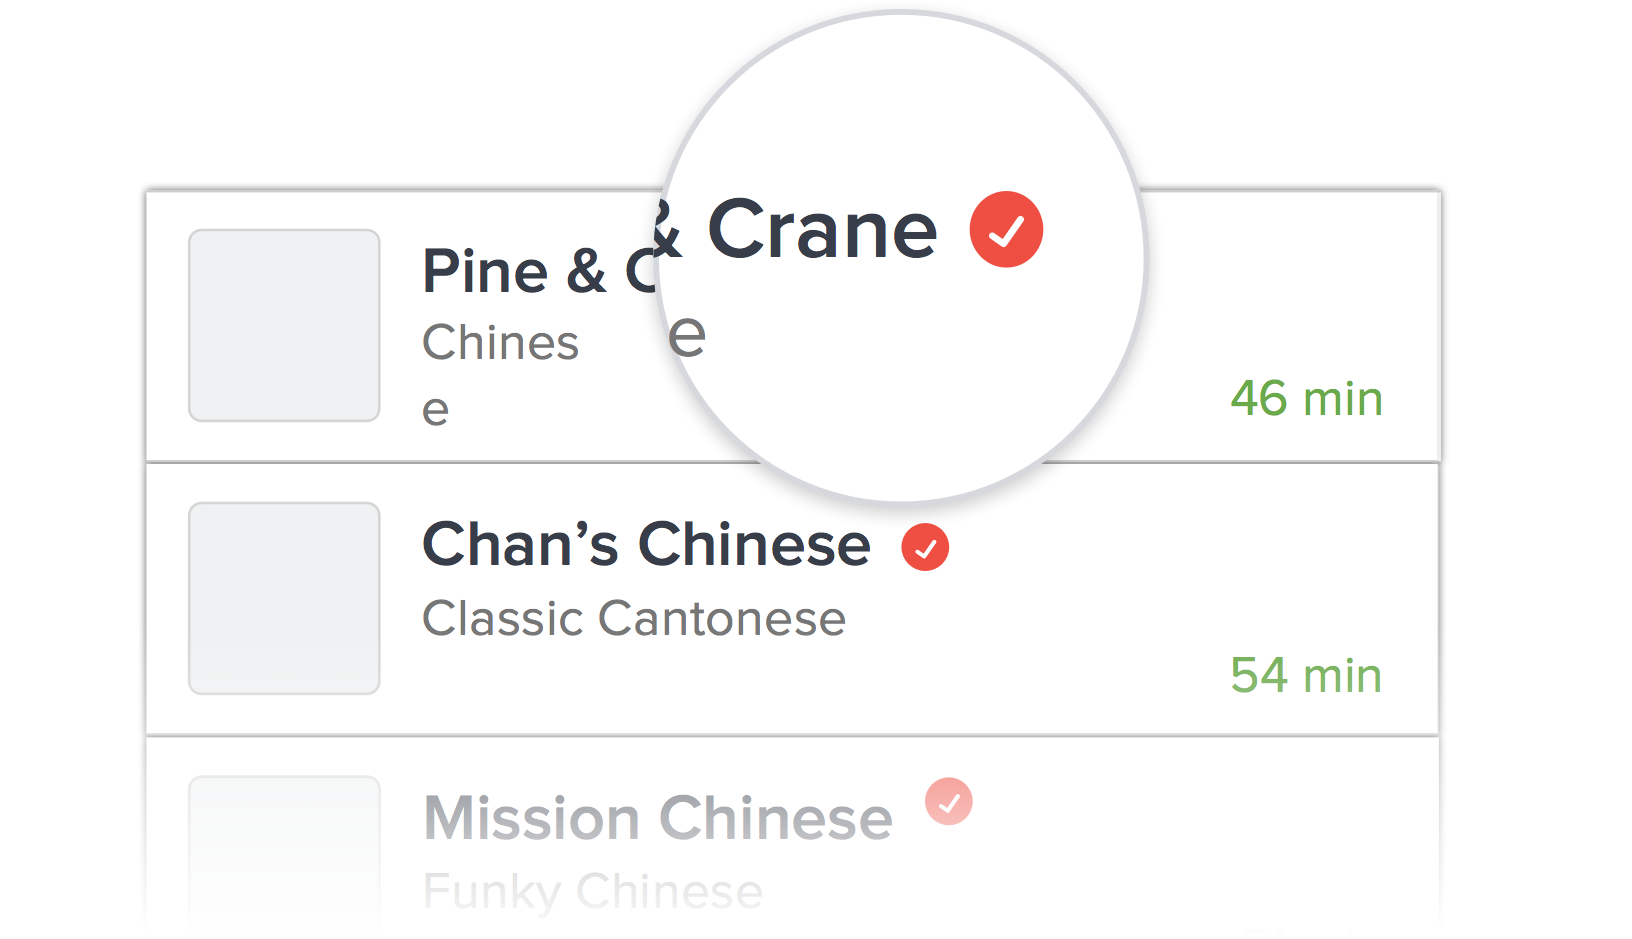 & Crane
Pine & C
Chines
e
e
46 min
Chan’s Chinese
Classic Cantonese
54 min
Mission Chinese
Funky Chinese